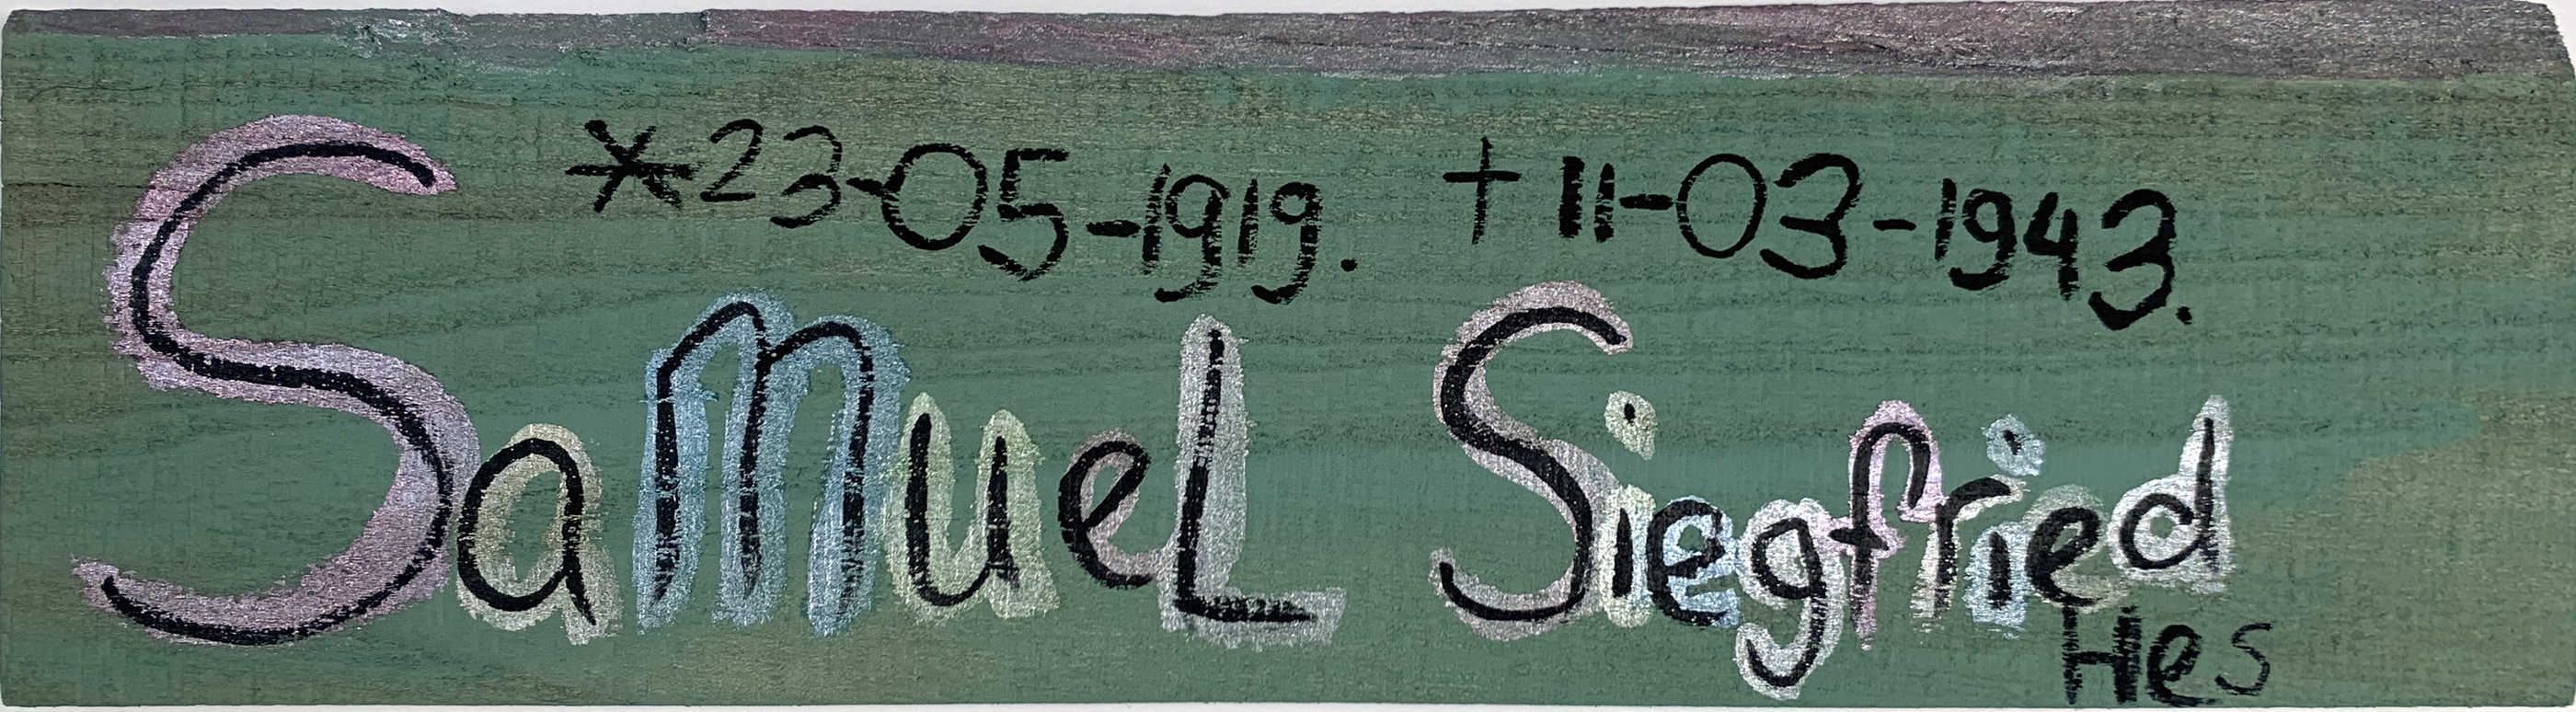 *23-05-1919. †11-03-1943.
SamueL Siegfried
Hes